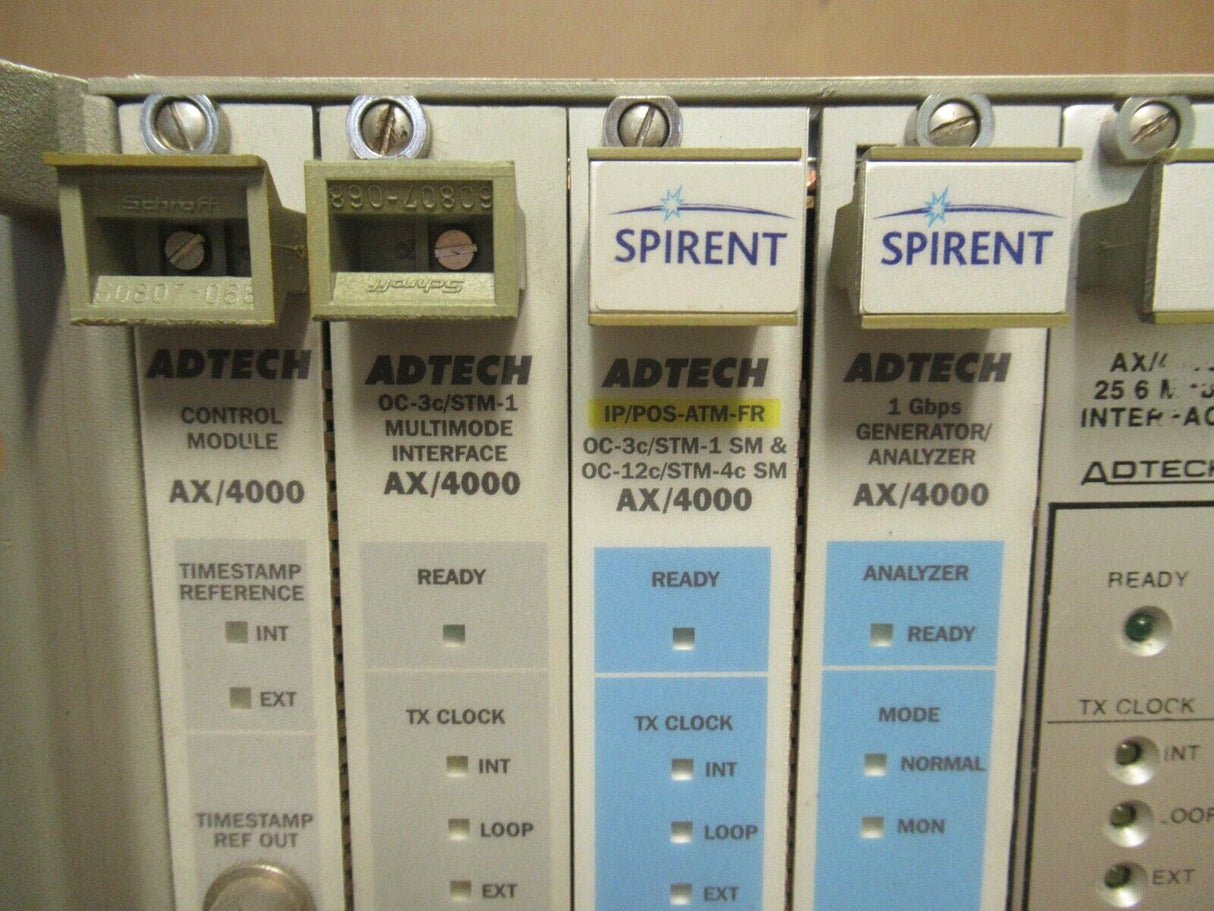 Schroff
60807-068
ADTECH
CONTROL
MODULE
AX/4000
TIMESTAMP
REFERENCE
INT
EXT
TIMESTAMP
REF OUT
60807-068
Schroff
ADTECH
OC-3c/STM-1
MULTIMODE
INTERFACE
AX/4000
READY
TX CLOCK
INT
LOOP
EXT
SPIRENT
ADTECH
IP/POS-ATM-FR
OC-3c/STM-1 SM &
OC-12c/STM-4c SM
AX/4000
READY
TX CLOCK
INT
LOOP
EXT
SPIRENT
ADTECH
1 Gbps
GENERATOR/
ANALYZER
AX/4000
ANALYZER
READY
MODE
NORMAL
MON
25 6
ADTECH
READY
TX CLOCK
INT
LOOP
EXT